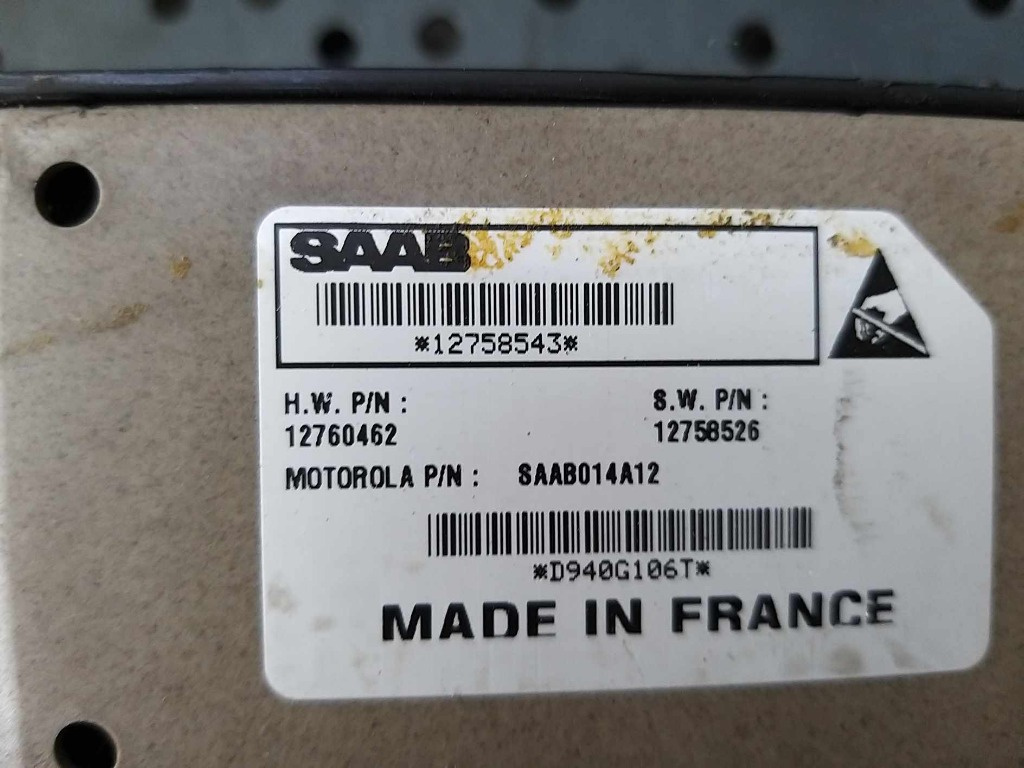 SAAB
*12758543*
H.W. P/N :
12760462
S.W. P/N :
12758526
MOTOROLA P/N : SAAB014A12
*D940G106T*
MADE IN FRANCE